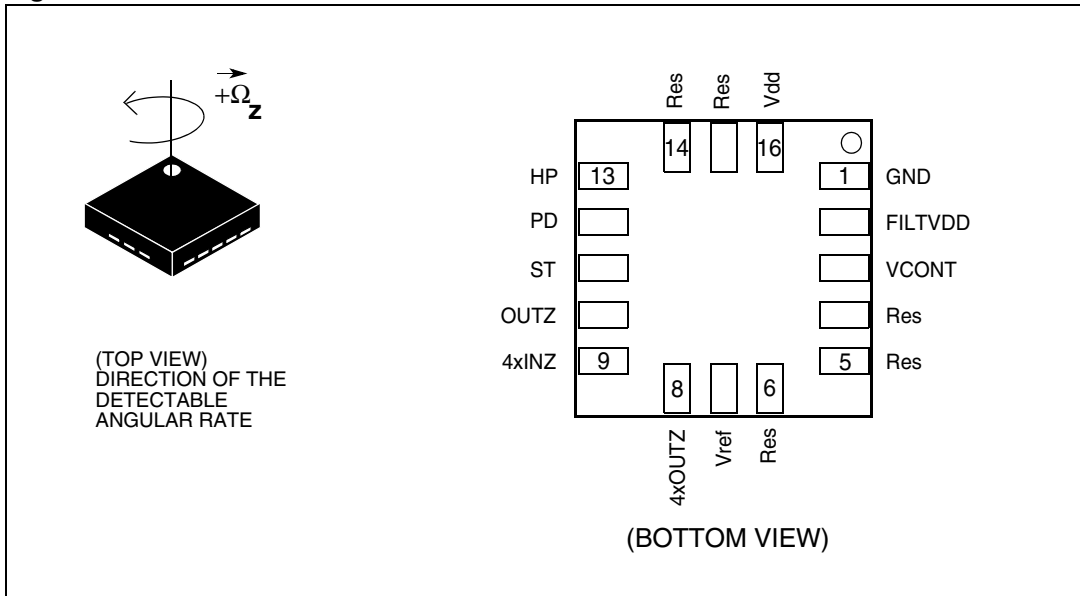 +Ω
z
(TOP VIEW)
DIRECTION OF THE
DETECTABLE
ANGULAR RATE
Res
Res
Vdd
14
16
HP
13
1
GND
PD
FILTVDD
ST
VCONT
OUTZ
Res
4xINZ
9
5
Res
8
6
4xOUTZ
Vref
Res
(BOTTOM VIEW)